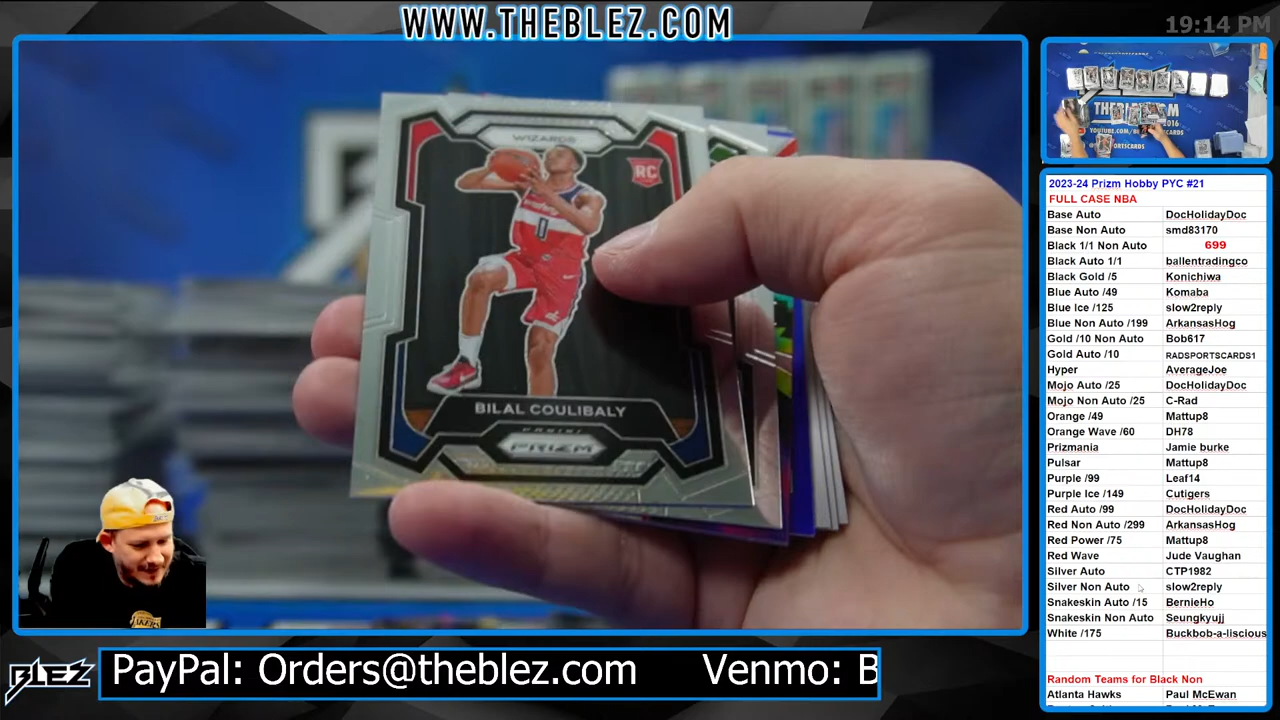 WWW.THEBLEZ.COM
19:14 PM
WIZARDS
RC
0
BILAL COULIBALY
PANINI
PRIZM
2023-24 Prizm Hobby PYC #21
FULL CASE NBA
Base Auto DocHolidayDoc
Base Non Auto smd83170
Black 1/1 Non Auto 699
Black Auto 1/1 ballentradingco
Black Gold /5 Konichiwa
Blue Auto /49 Komaba
Blue Ice /125 slow2reply
Blue Non Auto /199 ArkansasHog
Gold /10 Non Auto Bob617
Gold Auto /10 RADSPORTSCARDS1
Hyper AverageJoe
Mojo Auto /25 DocHolidayDoc
Mojo Non Auto /25 C-Rad
Orange /49 Mattup8
Orange Wave /60 DH78
Prizmania Jamie burke
Pulsar Mattup8
Purple /99 Leaf14
Purple Ice /149 Cutigers
Red Auto /99 DocHolidayDoc
Red Non Auto /299 ArkansasHog
Red Power /75 Mattup8
Red Wave Jude Vaughan
Silver Auto CTP1982
Silver Non Auto slow2reply
Snakeskin Auto /15 BernieHo
Snakeskin Non Auto Seungkyujj
White /175 Buckbob-a-liscious
Random Teams for Black Non
Atlanta Hawks Paul McEwan
BLEZ
PayPal: Orders@theblez.com Venmo: B